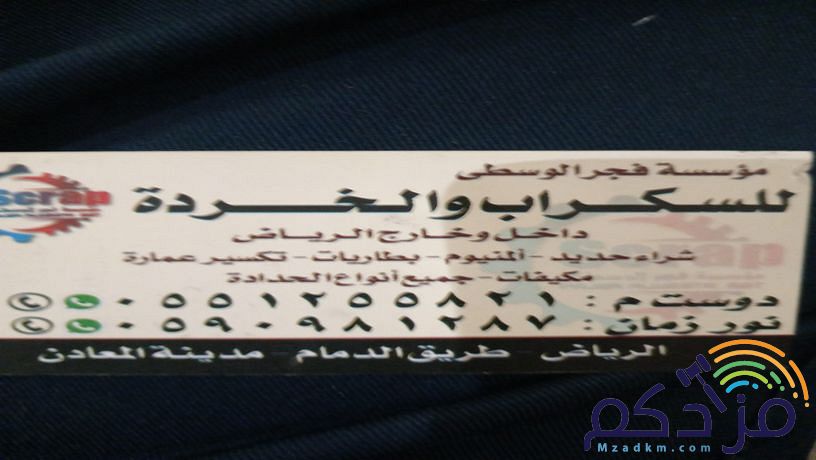 مؤسسة فجر الوسطى
للسكراب والخردة
داخل وخارج الرياض
شراء حديد - ألمنيوم - بطاريات - تكسير عمارة
مكيفات - جميع أنواع الحدادة
دوست م : ٠٥٥١٢٥٥٨٢١
نور زمان : ٠٥٩٠٩٨١٢٨٧
الرياض - طريق الدمام - مدينة المعادن
Scrap
مزادكم
Mzadkm.com